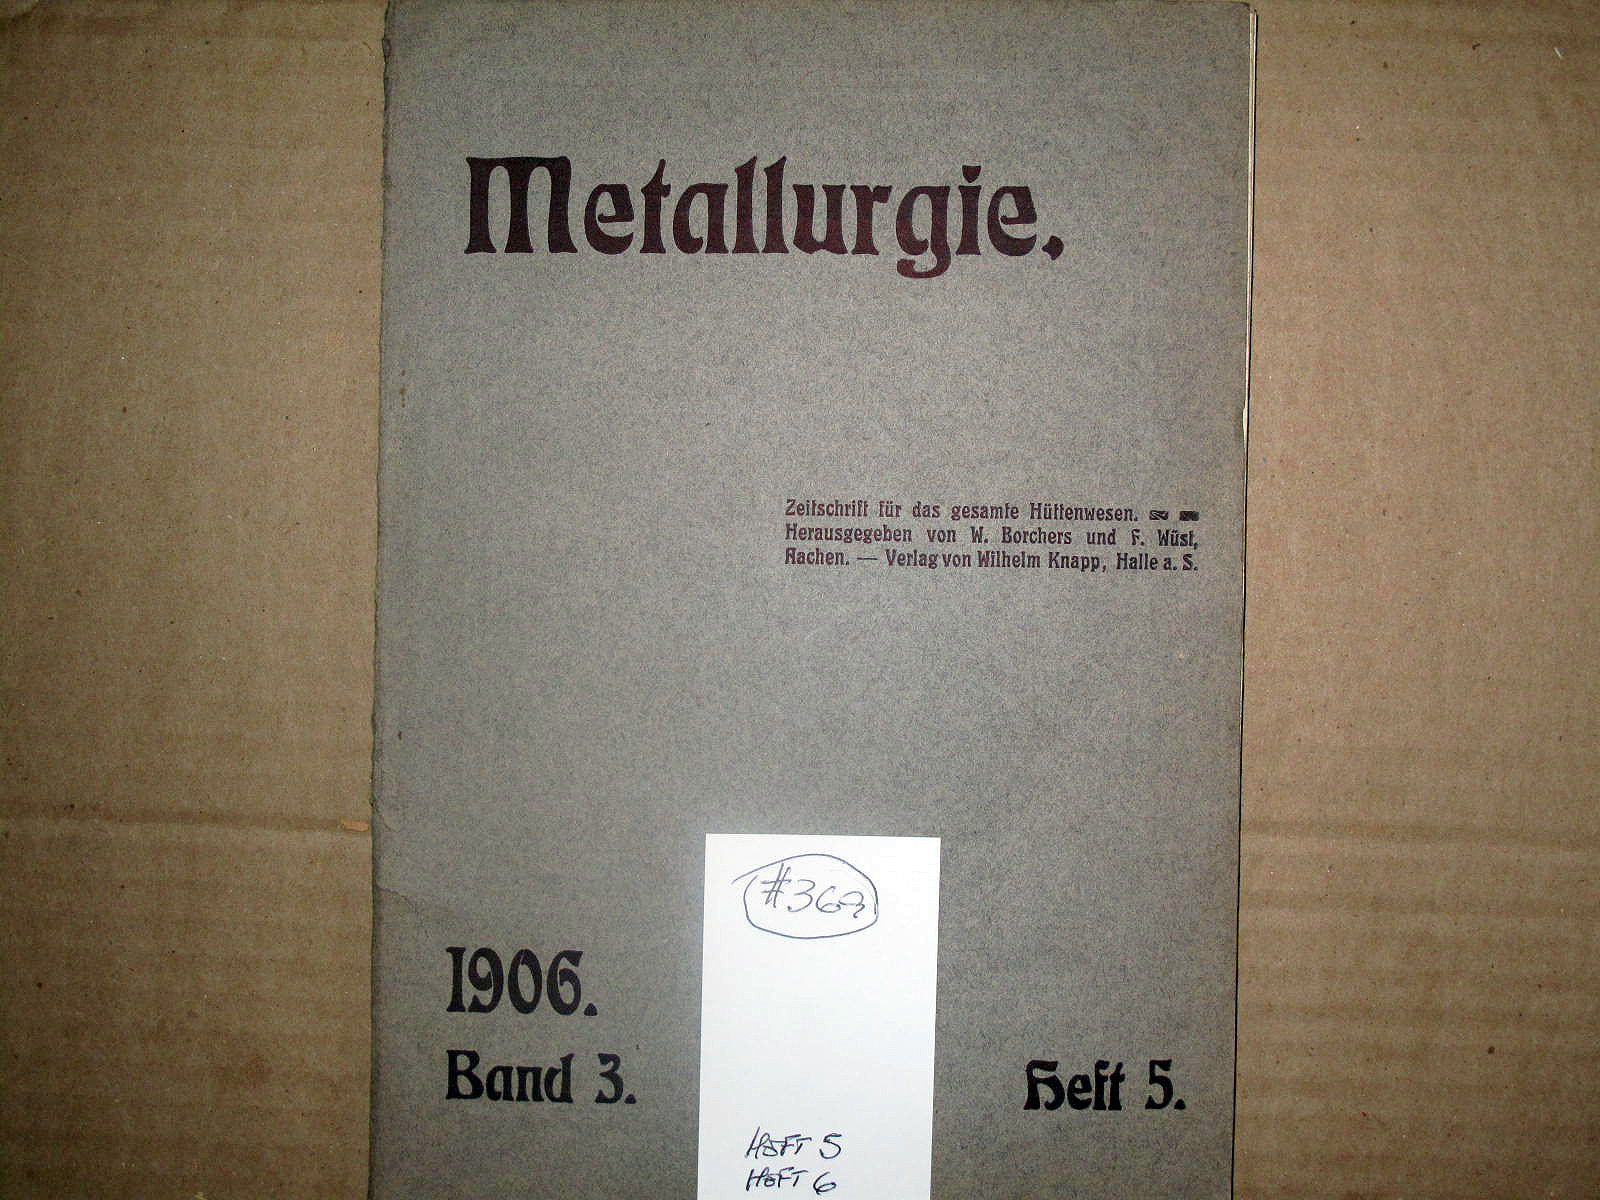 Metallurgie.
Zeitschrift für das gesamte Hüttenwesen.
Herausgegeben von W. Borchers und F. Wüst,
Aachen. — Verlag von Wilhelm Knapp, Halle a. S.
1906.
Band 3.
Heft 5.
HEFT 5
HEFT 6